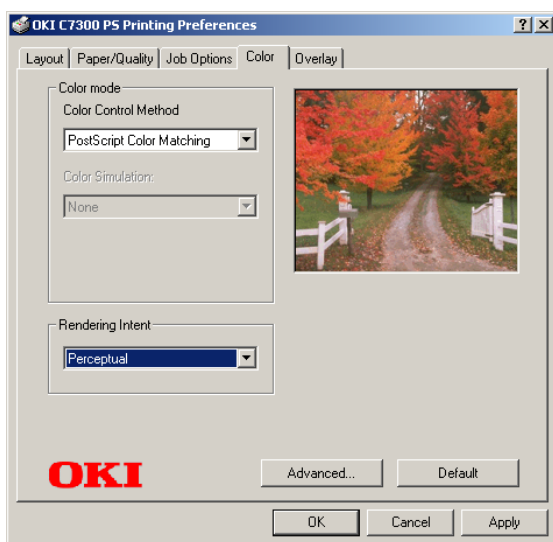 OKI C7300 PS Printing Preferences
Layout Paper/Quality Job Options Color Overlay
Color mode
Color Control Method
PostScript Color Matching
Color Simulation:
None
Rendering Intent
Perceptual
OKI
Advanced... Default
OK Cancel Apply